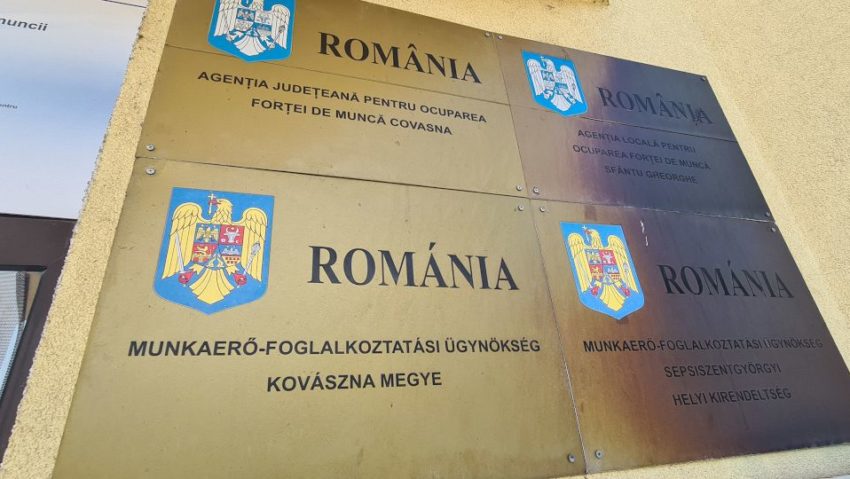 muncii
pentru
ROMÂNIA
AGENȚIA JUDEȚEANĂ PENTRU OCUPAREA
FORȚEI DE MUNCĂ COVASNA
ROMÂNIA
AGENȚIA LOCALĂ PENTRU
OCUPAREA FORȚEI DE MUNCĂ
SFÂNTU GHEORGHE
ROMÁNIA
MUNKAERŐ-FOGLALKOZTATÁSI ÜGYNÖKSÉG
KOVÁSZNA MEGYE
ROMÁNIA
MUNKAERŐ-FOGLALKOZTATÁSI ÜGYNÖKSÉG
SEPSISZENTGYÖRGYI
HELYI KIRENDELTSÉG